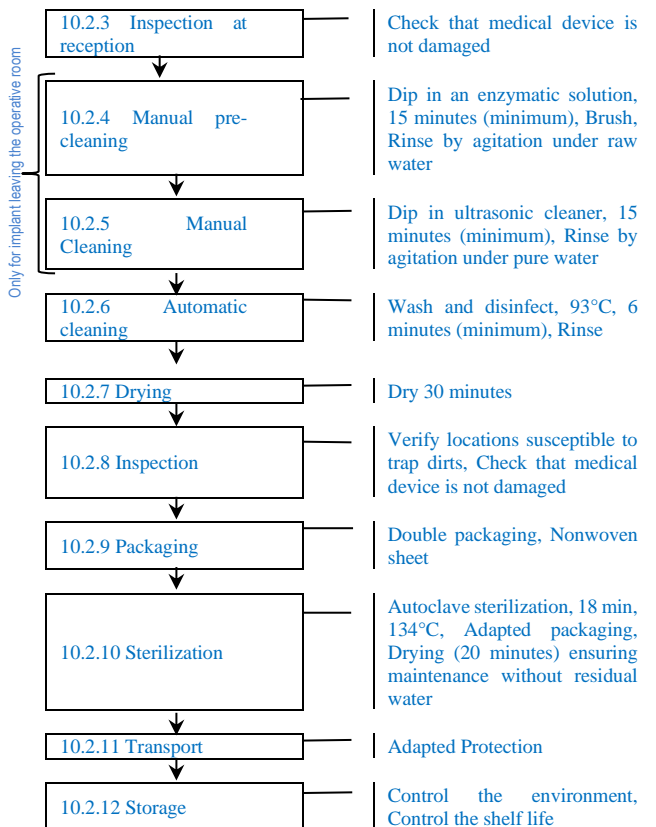 Only for implant leaving the operative room
10.2.3 Inspection at
reception
Check that medical device is
not damaged
10.2.4 Manual pre-
cleaning
Dip in an enzymatic solution,
15 minutes (minimum), Brush,
Rinse by agitation under raw
water
10.2.5 Manual
Cleaning
Dip in ultrasonic cleaner, 15
minutes (minimum), Rinse by
agitation under pure water
10.2.6 Automatic
cleaning
Wash and disinfect, 93°C, 6
minutes (minimum), Rinse
10.2.7 Drying
Dry 30 minutes
10.2.8 Inspection
Verify locations susceptible to
trap dirts, Check that medical
device is not damaged
10.2.9 Packaging
Double packaging, Nonwoven
sheet
10.2.10 Sterilization
Autoclave sterilization, 18 min,
134°C, Adapted packaging,
Drying (20 minutes) ensuring
maintenance without residual
water
10.2.11 Transport
Adapted Protection
10.2.12 Storage
Control the environment,
Control the shelf life